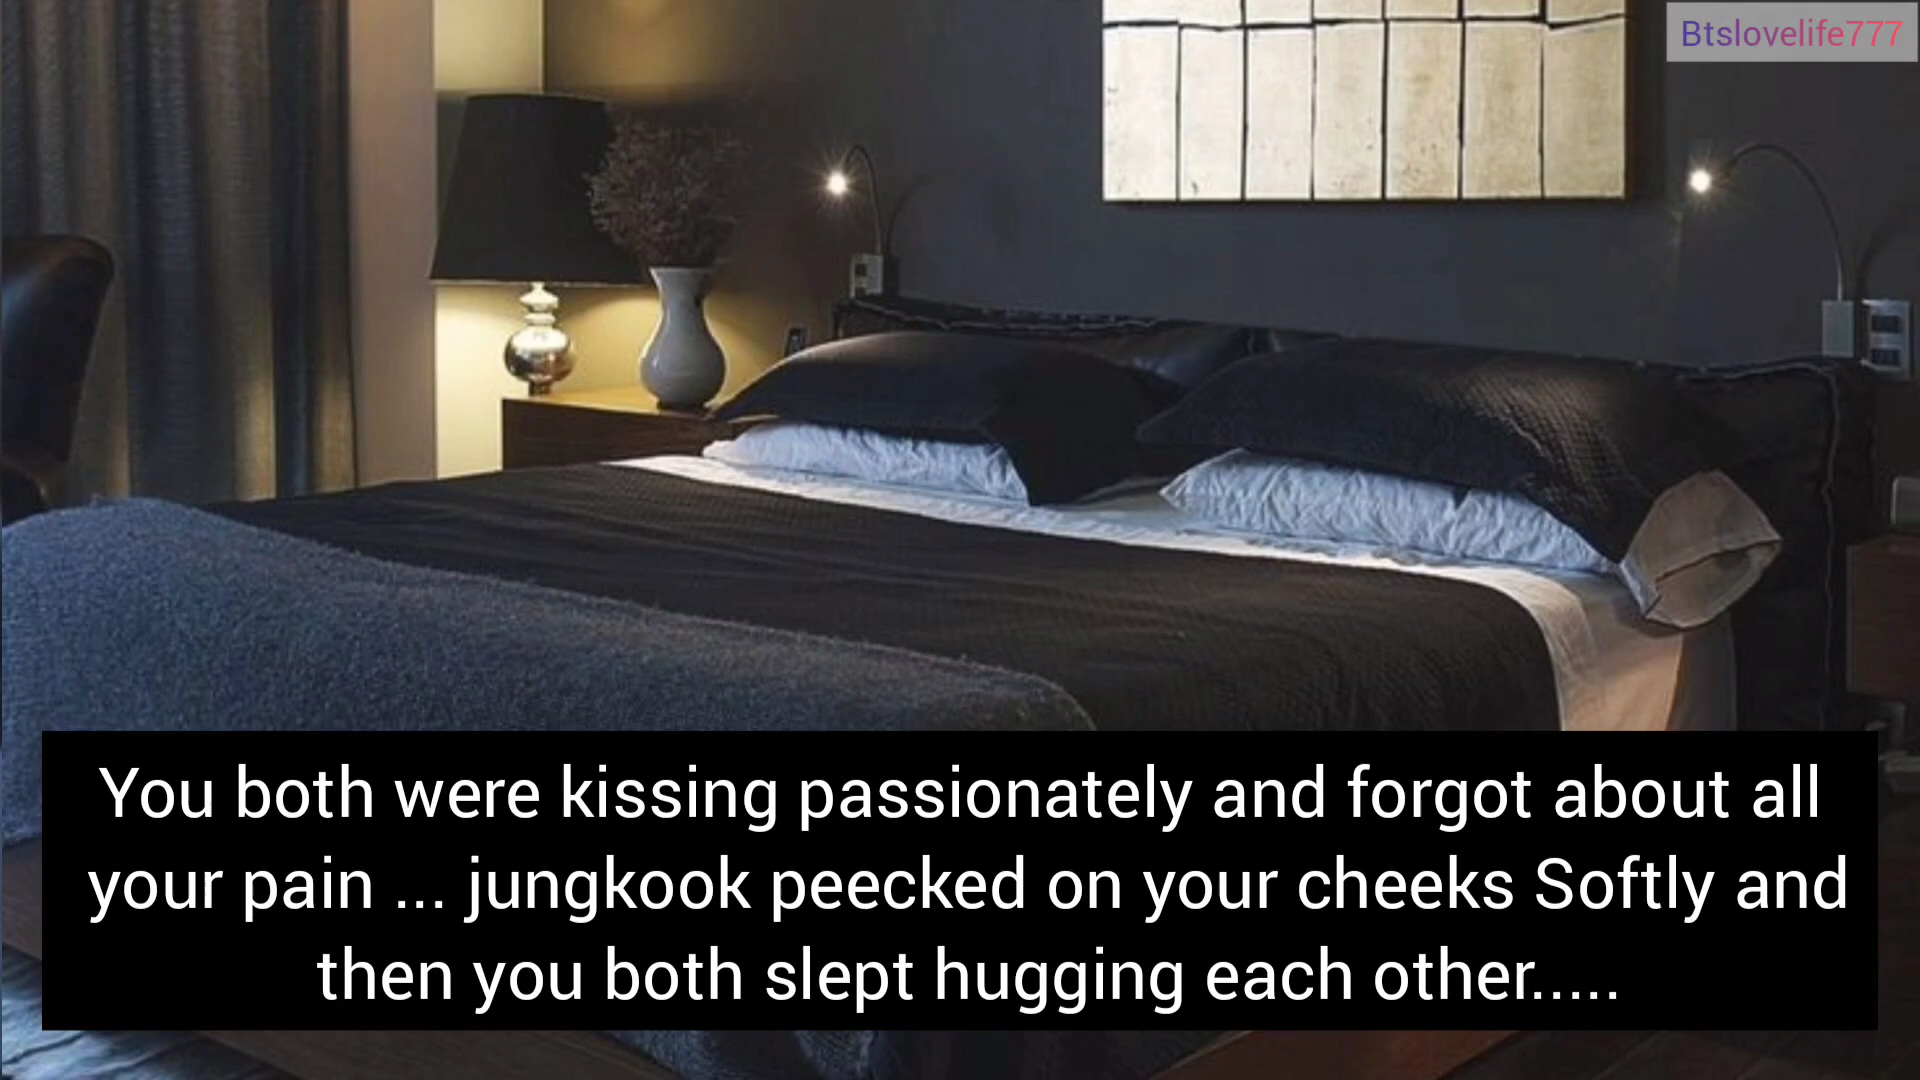 Btslovelife777
You both were kissing passionately and forgot about all
your pain ... jungkook peecked on your cheeks Softly and
then you both slept hugging each other.....